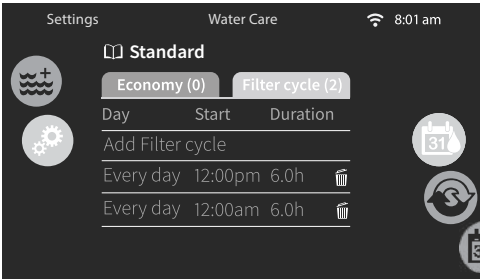 Settings Water Care 8:01 am
Standard
Economy (0) Filter cycle (2)
Day Start Duration
Add Filter cycle
Every day 12:00pm 6.0h
Every day 12:00am 6.0h
31